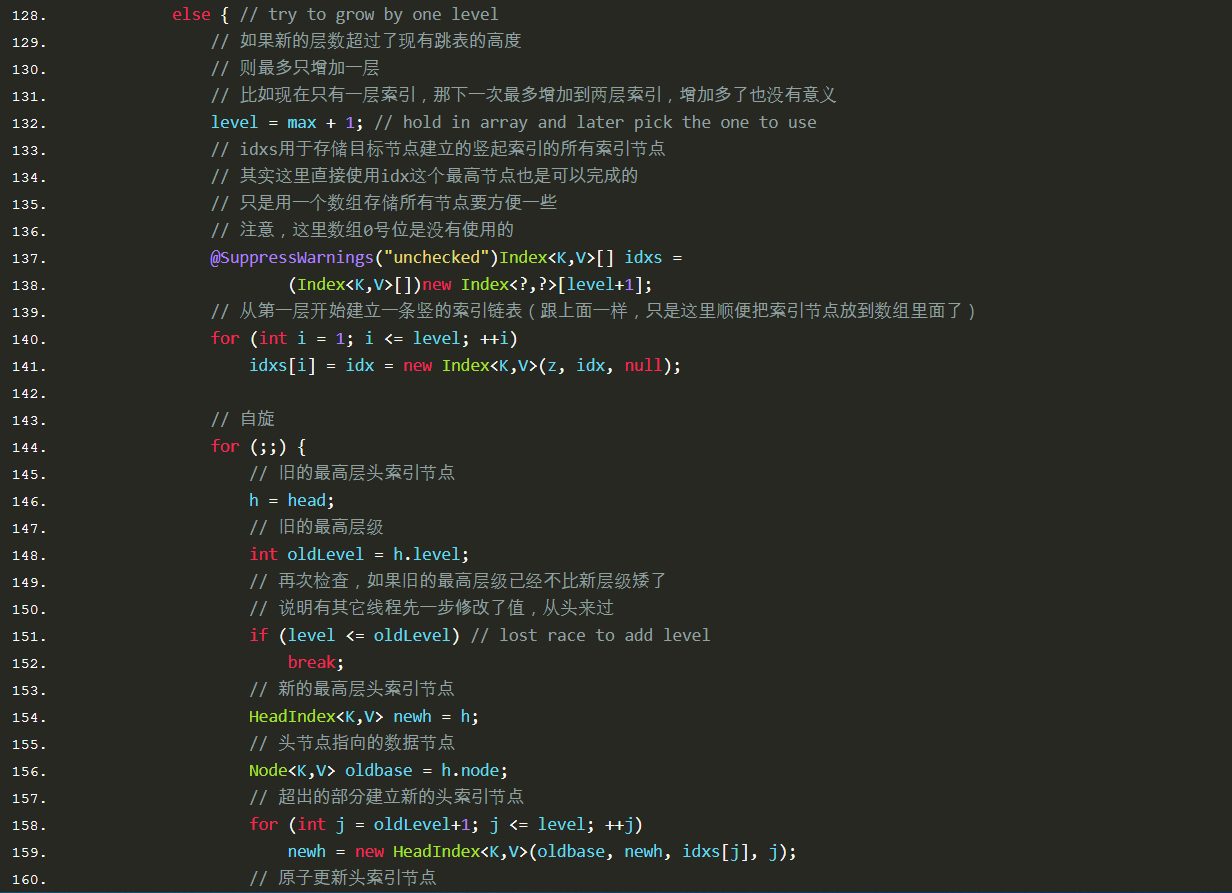 128. else { // try to grow by one level
129. // 如果新的层数超过了现有跳表的高度
130. // 则最多只增加一层
131. // 比如现在只有一层索引，那下一次最多增加到两层索引，增加多了也没有意义
132. level = max + 1; // hold in array and later pick the one to use
133. // idxs用于存储目标节点建立的竖起索引的所有索引节点
134. // 其实这里直接使用idx这个最高节点也是可以完成的
135. // 只是用一个数组存储所有节点要方便一些
136. // 注意，这里数组0号位是没有使用的
137. @SuppressWarnings("unchecked")Index<K,V>[] idxs =
138. (Index<K,V>[])new Index<?,?>[level+1];
139. // 从第一层开始建立一条竖的索引链表（跟上面一样，只是这里顺便把索引节点放到数组里面了）
140. for (int i = 1; i <= level; ++i)
141. idxs[i] = idx = new Index<K,V>(z, idx, null);
142.
143. // 自旋
144. for (;;) {
145. // 旧的最高层头索引节点
146. h = head;
147. // 旧的最高层级
148. int oldLevel = h.level;
149. // 再次检查，如果旧的最高层级已经不比新层级矮了
150. // 说明有其它线程先一步修改了值，从头来过
151. if (level <= oldLevel) // lost race to add level
152. break;
153. // 新的最高层头索引节点
154. HeadIndex<K,V> newh = h;
155. // 头节点指向的数据节点
156. Node<K,V> oldbase = h.node;
157. // 超出的部分建立新的头索引节点
158. for (int j = oldLevel+1; j <= level; ++j)
159. newh = new HeadIndex<K,V>(oldbase, newh, idxs[j], j);
160. // 原子更新头索引节点